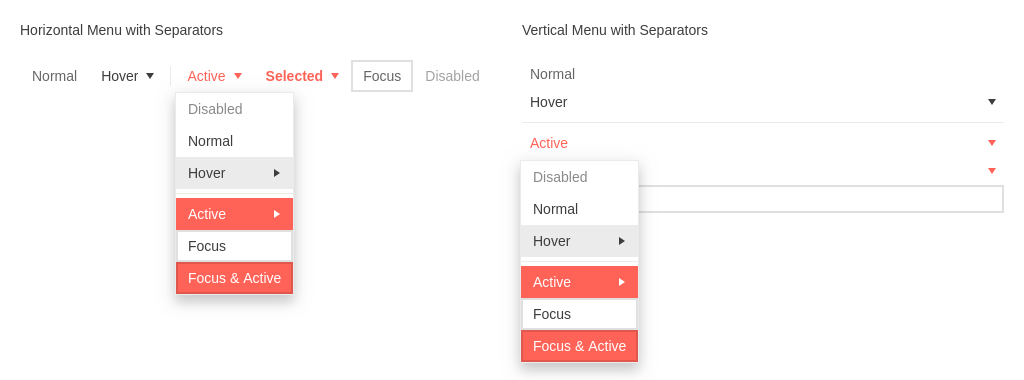 Horizontal Menu with Separators
Normal Hover Active Selected Focus Disabled
Disabled
Normal
Hover
Active
Focus
Focus & Active
Vertical Menu with Separators
Normal
Hover
Active
Disabled
Normal
Hover
Active
Focus
Focus & Active